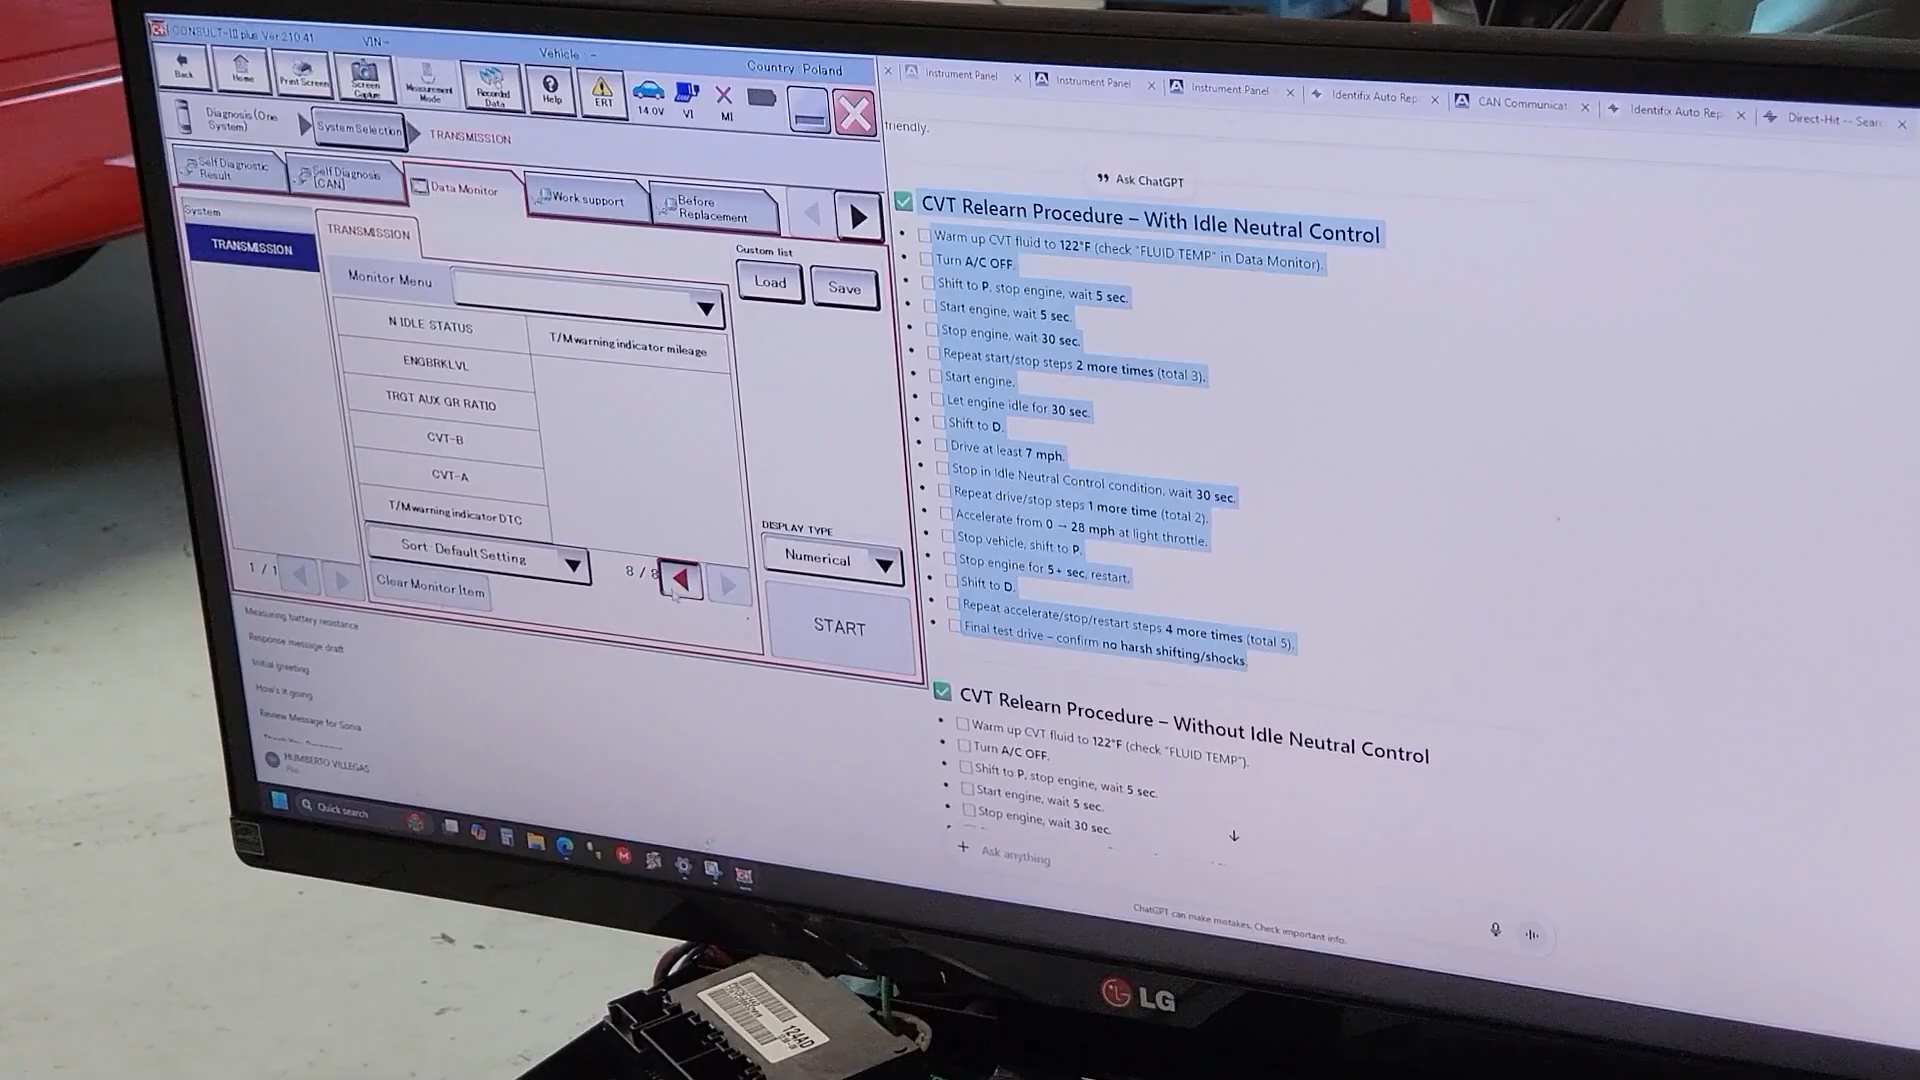 CONSULT-III plus Ver.210.41
VIN:-
Vehicle : -
Country : Poland
Back
Home
Print Screen
Screen Capture
Measurement Mode
Recorded Data
Help
ERT
14.0V
VI
MI
Diagnosis (One System)
System Selection
TRANSMISSION
Self Diagnostic Result
Self Diagnosis [CAN]
Data Monitor
Work support
Before Replacement
System
TRANSMISSION
TRANSMISSION
Custom list
Monitor Menu
Load
Save
N IDLE STATUS
T/M warning indicator mileage
ENGBRKLVL
TRGT AUX GR RATIO
CVT-B
CVT-A
T/M warning indicator DTC
DISPLAY TYPE
Numerical
Sort : Default Setting
1 / 1
8 / 8
Clear Monitor Item
START
Measuring battery resistance
Response message draft
Initial greeting
How's it going
Review Message for Sonia
HUMBERTO VILLEGAS
Plus
Quick search
Instrument Panel
Instrument Panel
Instrument Panel
Identifix Auto Rep
CAN Communicat
Identifix Auto Rep
Direct-Hit -- Sear
friendly.
Ask ChatGPT
CVT Relearn Procedure – With Idle Neutral Control
Warm up CVT fluid to 122°F (check "FLUID TEMP" in Data Monitor).
Turn A/C OFF.
Shift to P, stop engine, wait 5 sec.
Start engine, wait 5 sec.
Stop engine, wait 30 sec.
Repeat start/stop steps 2 more times (total 3).
Start engine.
Let engine idle for 30 sec.
Shift to D.
Drive at least 7 mph.
Stop in Idle Neutral Control condition, wait 30 sec.
Repeat drive/stop steps 1 more time (total 2).
Accelerate from 0 → 28 mph at light throttle.
Stop vehicle, shift to P.
Stop engine for 5+ sec, restart.
Shift to D.
Repeat accelerate/stop/restart steps 4 more times (total 5).
Final test drive – confirm no harsh shifting/shocks.
CVT Relearn Procedure – Without Idle Neutral Control
Warm up CVT fluid to 122°F (check "FLUID TEMP").
Turn A/C OFF.
Shift to P, stop engine, wait 5 sec.
Start engine, wait 5 sec.
Stop engine, wait 30 sec.
Ask anything
ChatGPT can make mistakes. Check important info.
LG
124AD